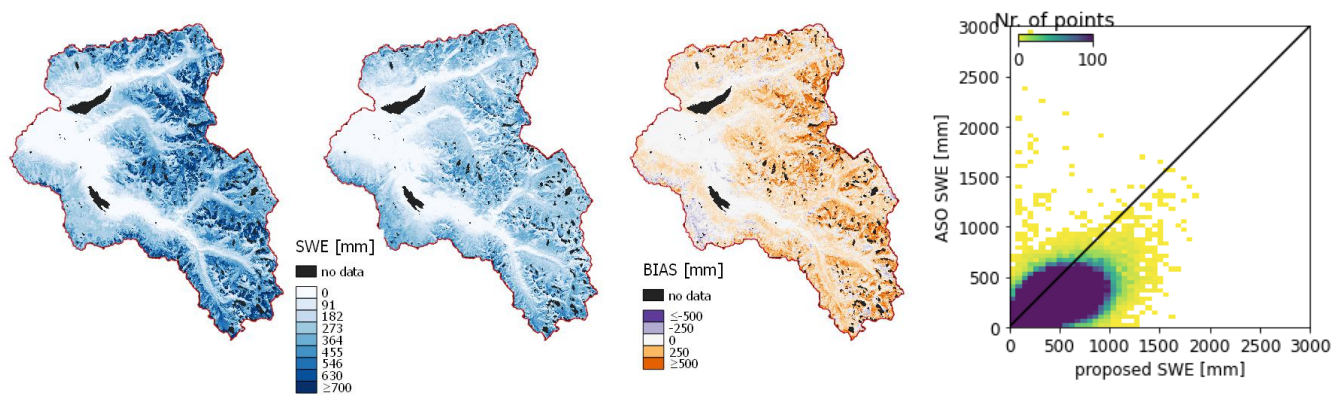 SWE [mm]
no data
0
91
182
273
364
455
546
630
≥700
BIAS [mm]
no data
≤-500
-250
0
250
≥500
Nr. of points
0 100
3000
2500
2000
1500
1000
500
0
ASO SWE [mm]
0 500 1000 1500 2000 2500 3000
proposed SWE [mm]